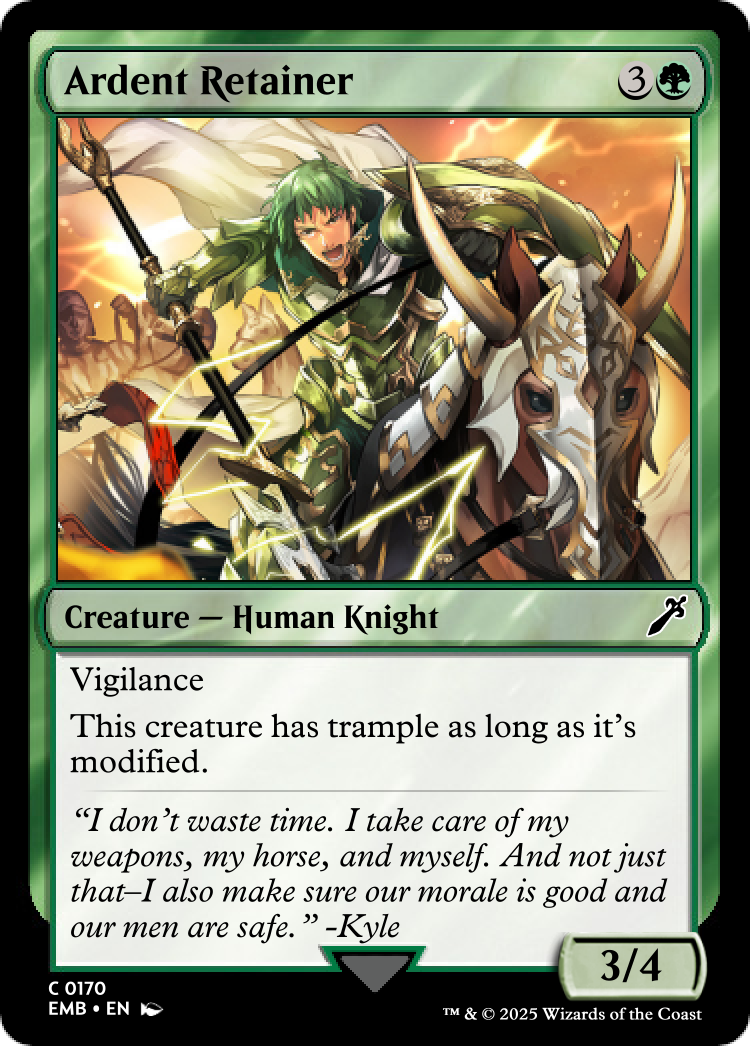 Ardent Retainer
3
Creature — Human Knight
Vigilance
This creature has trample as long as it's
modified.
“I don't waste time. I take care of my
weapons, my horse, and myself. And not just
that–I also make sure our morale is good and
our men are safe.” -Kyle
3/4
C 0170
EMB • EN
™ & © 2025 Wizards of the Coast